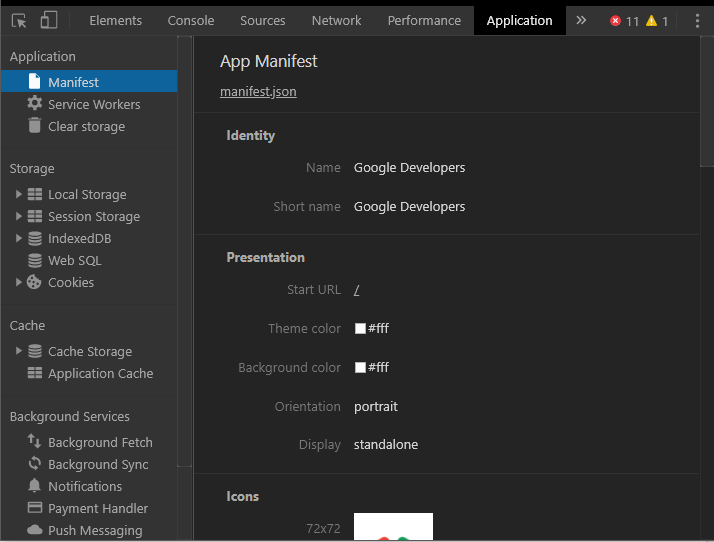 Elements Console Sources Network Performance Application » 11 1
Application
Manifest
Service Workers
Clear storage
Storage
Local Storage
Session Storage
IndexedDB
Web SQL
Cookies
Cache
Cache Storage
Application Cache
Background Services
Background Fetch
Background Sync
Notifications
Payment Handler
Push Messaging
App Manifest
manifest.json
Identity
Name Google Developers
Short name Google Developers
Presentation
Start URL /
Theme color #fff
Background color #fff
Orientation portrait
Display standalone
Icons
72x72